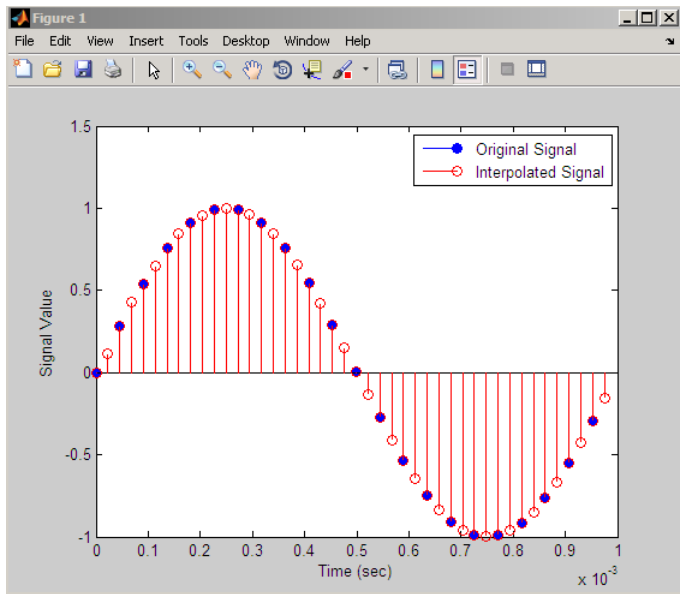 Figure 1
File Edit View Insert Tools Desktop Window Help
1.5
1
0.5
0
-0.5
-1
Signal Value
Original Signal
Interpolated Signal
0 0.1 0.2 0.3 0.4 0.5 0.6 0.7 0.8 0.9 1
Time (sec)
x 10⁻³